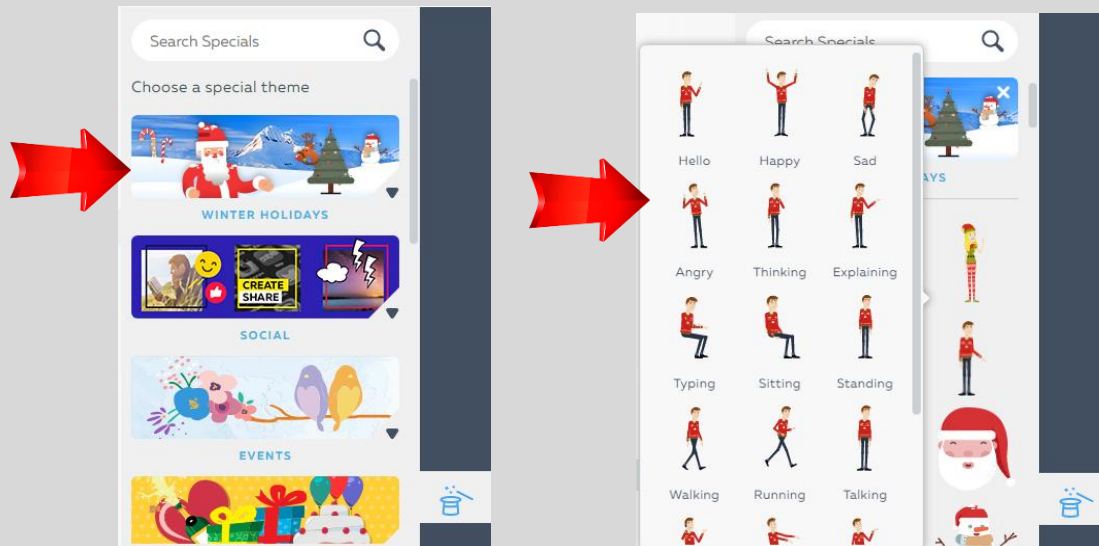 Search Specials
Choose a special theme
WINTER HOLIDAYS
CREATE
SHARE
SOCIAL
EVENTS
Search Specials
Hello Happy Sad
AYS
Angry Thinking Explaining
Typing Sitting Standing
Walking Running Talking